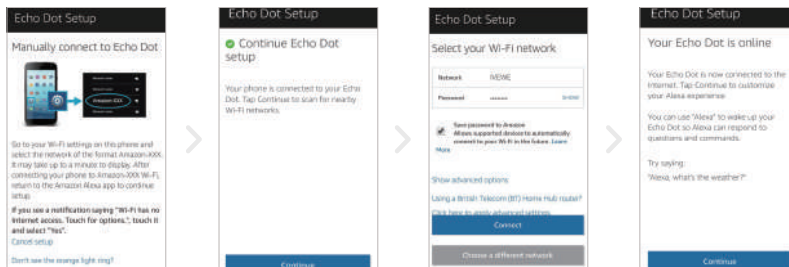 Echo Dot Setup
Manually connect to Echo Dot
Amazon-XXX
Go to your Wi-Fi settings on this phone and
select the network of the format Amazon-XXX.
It may take up to a minute to display. After
connecting your phone to Amazon-XXX Wi-Fi,
return to the Amazon Alexa app to continue
setup.
If you see a notification saying "Wi-Fi has no
Internet access. Touch for options.", touch it
and select "Yes".
Cancel setup
Don't see the orange light ring?
Echo Dot Setup
Continue Echo Dot
setup
Your phone is connected to your Echo
Dot. Tap Continue to scan for nearby
Wi-Fi networks.
Continue
Echo Dot Setup
Select your Wi-Fi network
Network
Password
Save password to Amazon
Allows supported devices to automatically
connect to your Wi-Fi in the future. Learn
More
Show advanced options
Using a British Telecom (BT) Home Hub router?
Click here to apply advanced settings
Connect
Choose a different network
Echo Dot Setup
Your Echo Dot is online
Your Echo Dot is now connected to the
Internet. Tap Continue to customize
your Alexa experience.
You can use "Alexa" to wake up your
Echo Dot so Alexa can respond to
questions and commands.
Try saying:
"Alexa, what's the weather?"
Continue